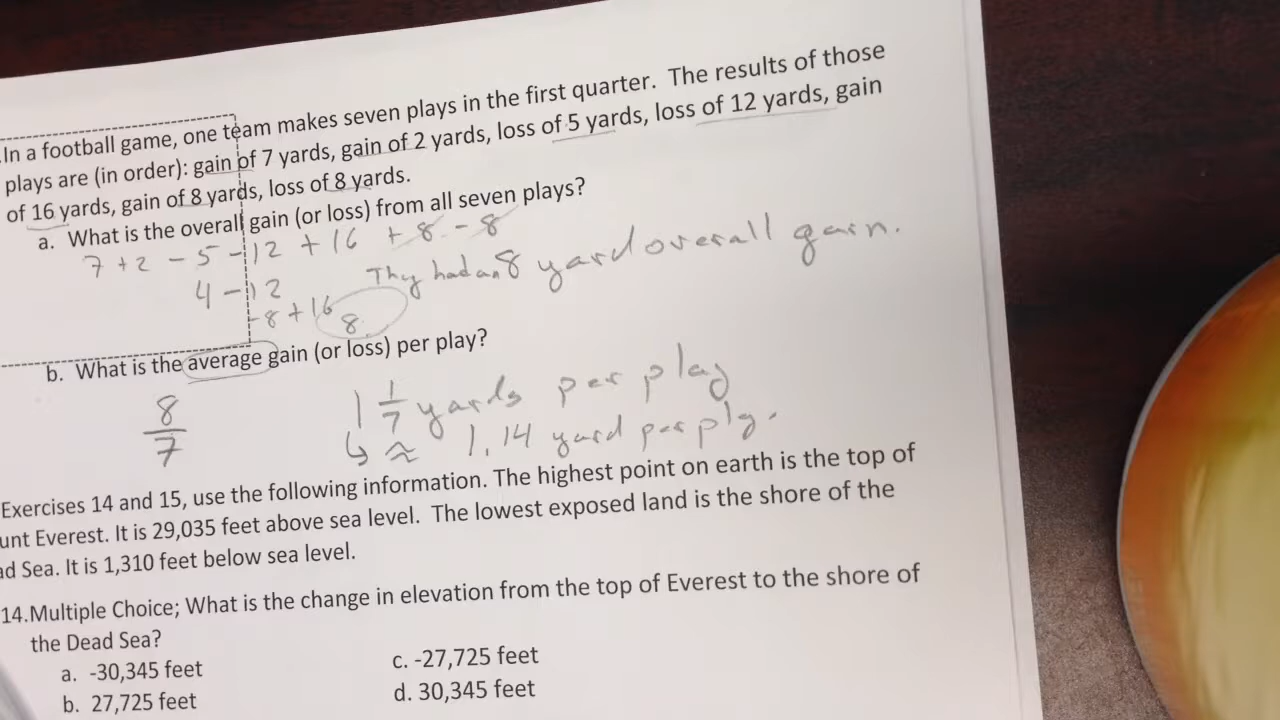 In a football game, one team makes seven plays in the first quarter. The results of those
plays are (in order): gain of 7 yards, gain of 2 yards, loss of 5 yards, loss of 12 yards, gain
of 16 yards, gain of 8 yards, loss of 8 yards.
a. What is the overall gain (or loss) from all seven plays?
7 + 2 - 5 - 12 + 16 + 8 - 8
4 - 12
Thy had an 8 yard overall gain.
-8 + 16
8
b. What is the average gain (or loss) per play?
8/7
1 1/7 yards per play
↳ ≈ 1.14 yard per ply.
Exercises 14 and 15, use the following information. The highest point on earth is the top of
unt Everest. It is 29,035 feet above sea level. The lowest exposed land is the shore of the
ad Sea. It is 1,310 feet below sea level.
14.Multiple Choice; What is the change in elevation from the top of Everest to the shore of
the Dead Sea?
a. -30,345 feet
b. 27,725 feet
c. -27,725 feet
d. 30,345 feet